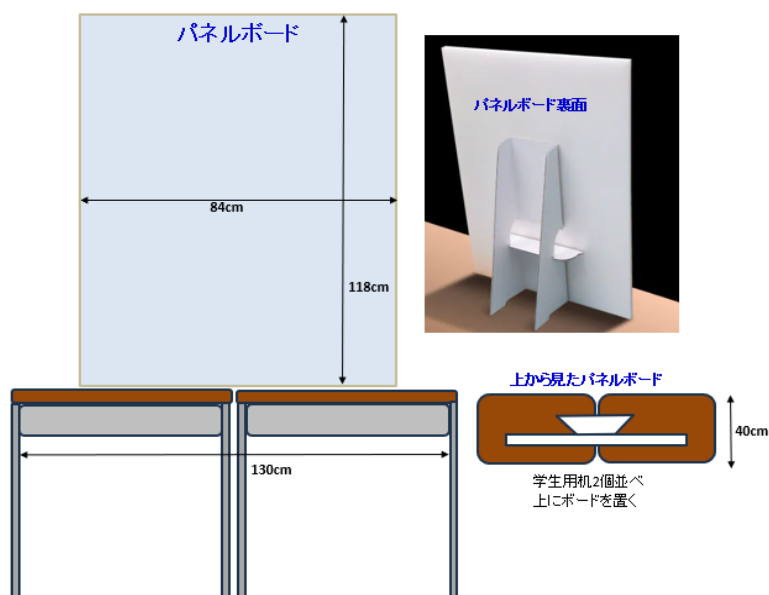 パネルボード
84cm
118cm
130cm
パネルボード裏面
上から見たパネルボード
40cm
学生用机2個並べ
上にボードを置く